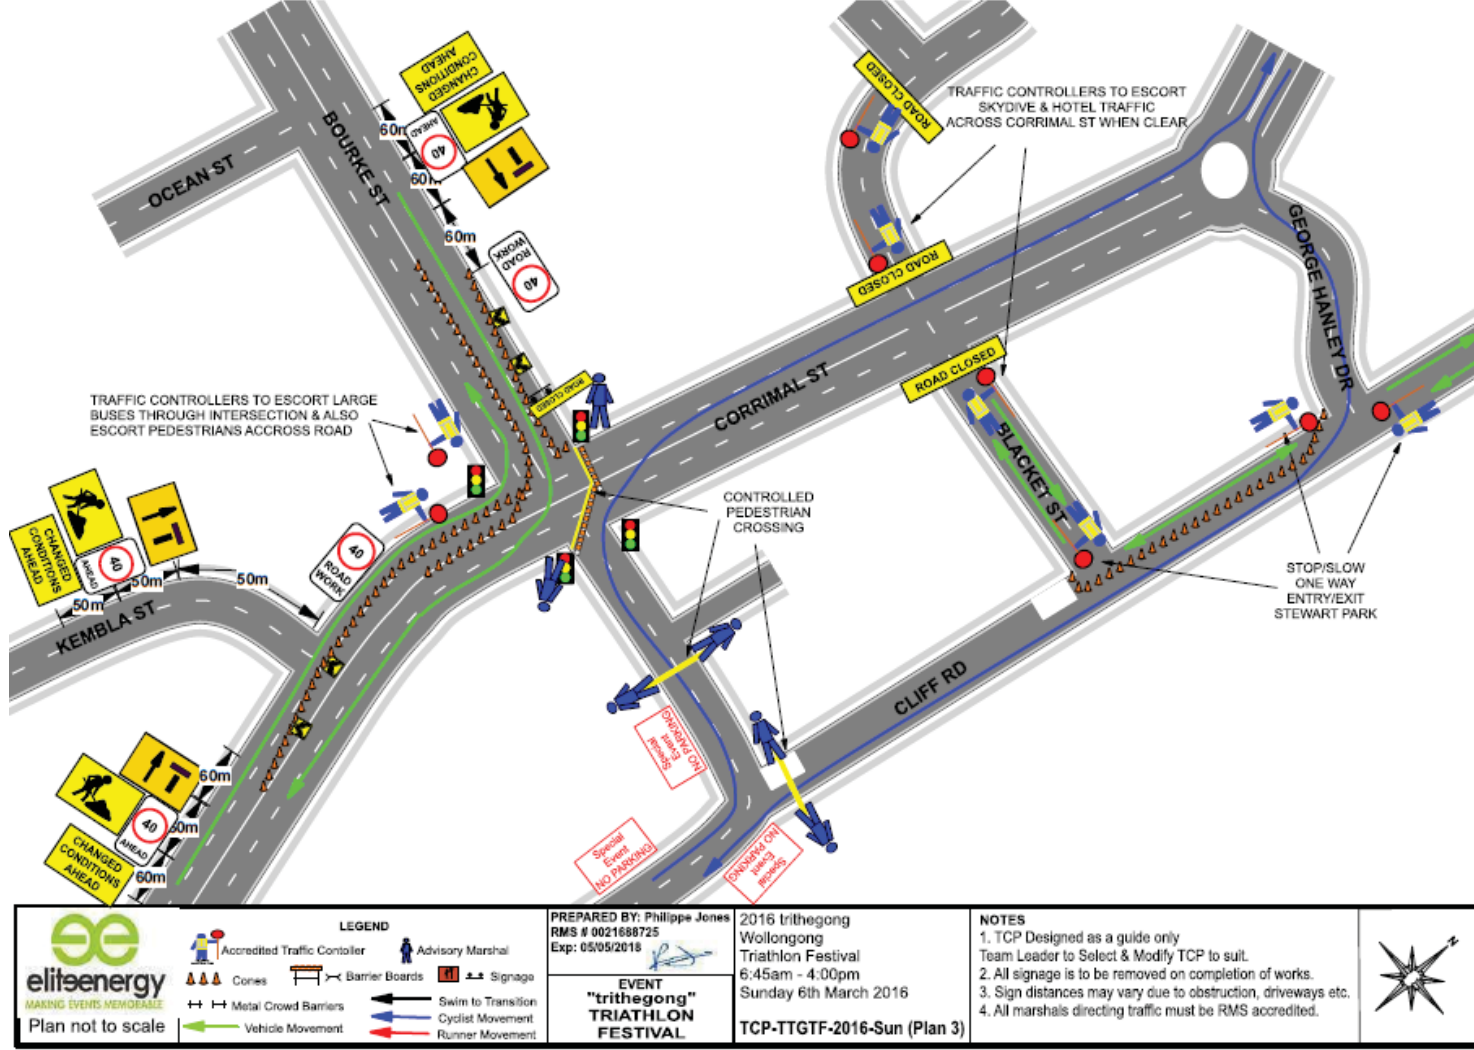 CHANGED
CONDITIONS
AHEAD
40
AHEAD
60m
60m
60m
ROAD
WORK
40
OCEAN ST
BOURKE ST
ROAD CLOSED
ROAD CLOSED
TRAFFIC CONTROLLERS TO ESCORT
SKYDIVE & HOTEL TRAFFIC
ACROSS CORRIMAL ST WHEN CLEAR
ROAD CLOSED
GEORGE HANLEY DR
ROAD CLOSED
CORRIMAL ST
BLACKET ST
TRAFFIC CONTROLLERS TO ESCORT LARGE
BUSES THROUGH INTERSECTION & ALSO
ESCORT PEDESTRIANS ACCROSS ROAD
ROAD CLOSED
CONTROLLED
PEDESTRIAN
CROSSING
CHANGED
CONDITIONS
AHEAD
40
AHEAD
50m
50m
50m
40
ROAD
WORK
KEMBLA ST
STOP/SLOW
ONE WAY
ENTRY/EXIT
STEWART PARK
CLIFF RD
Special
Event
NO PARKING
Special
Event
NO PARKING
Special
Event
NO PARKING
40
AHEAD
60m
60m
CHANGED
CONDITIONS
AHEAD
60m
eliteenergy
MAKING EVENTS MEMORABLE
Plan not to scale
LEGEND
Accredited Traffic Contoller
Advisory Marshal
Cones
Barrier Boards
Signage
Metal Crowd Barriers
Swim to Transition
Cyclist Movement
Vehicle Movement
Runner Movement
PREPARED BY: Philippe Jones
RMS # 0021688725
Exp: 05/05/2018
EVENT
"trithegong"
TRIATHLON
FESTIVAL
2016 trithegong
Wollongong
Triathlon Festival
6:45am - 4:00pm
Sunday 6th March 2016
TCP-TTGTF-2016-Sun (Plan 3)
NOTES
1. TCP Designed as a guide only
Team Leader to Select & Modify TCP to suit.
2. All signage is to be removed on completion of works.
3. Sign distances may vary due to obstruction, driveways etc.
4. All marshals directing traffic must be RMS accredited.
N